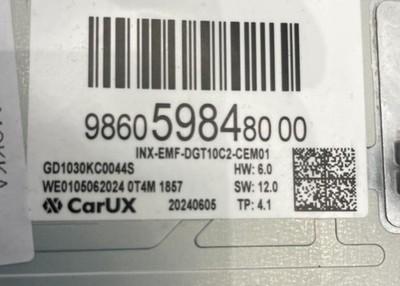 9860598480 00
INX-EMF-DGT10C2-CEM01
GD1030KC0044S HW: 6.0
WE0105062024 0T4M 1857 SW: 12.0
CarUX 20240605 TP: 4.1